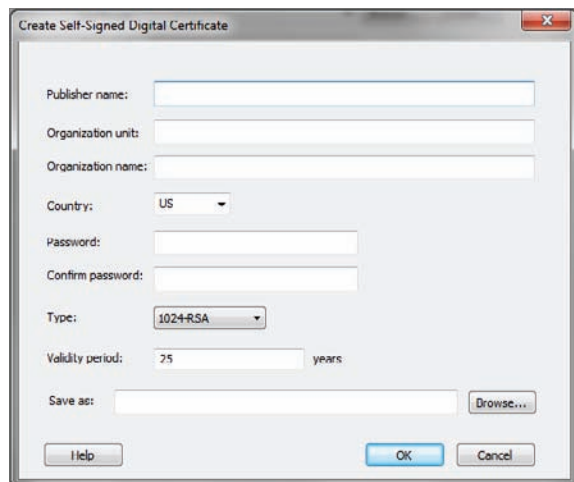 Create Self-Signed Digital Certificate
Publisher name:
Organization unit:
Organization name:
Country: US
Password:
Confirm password:
Type: 1024-RSA
Validity period: 25 years
Save as: Browse...
Help OK Cancel